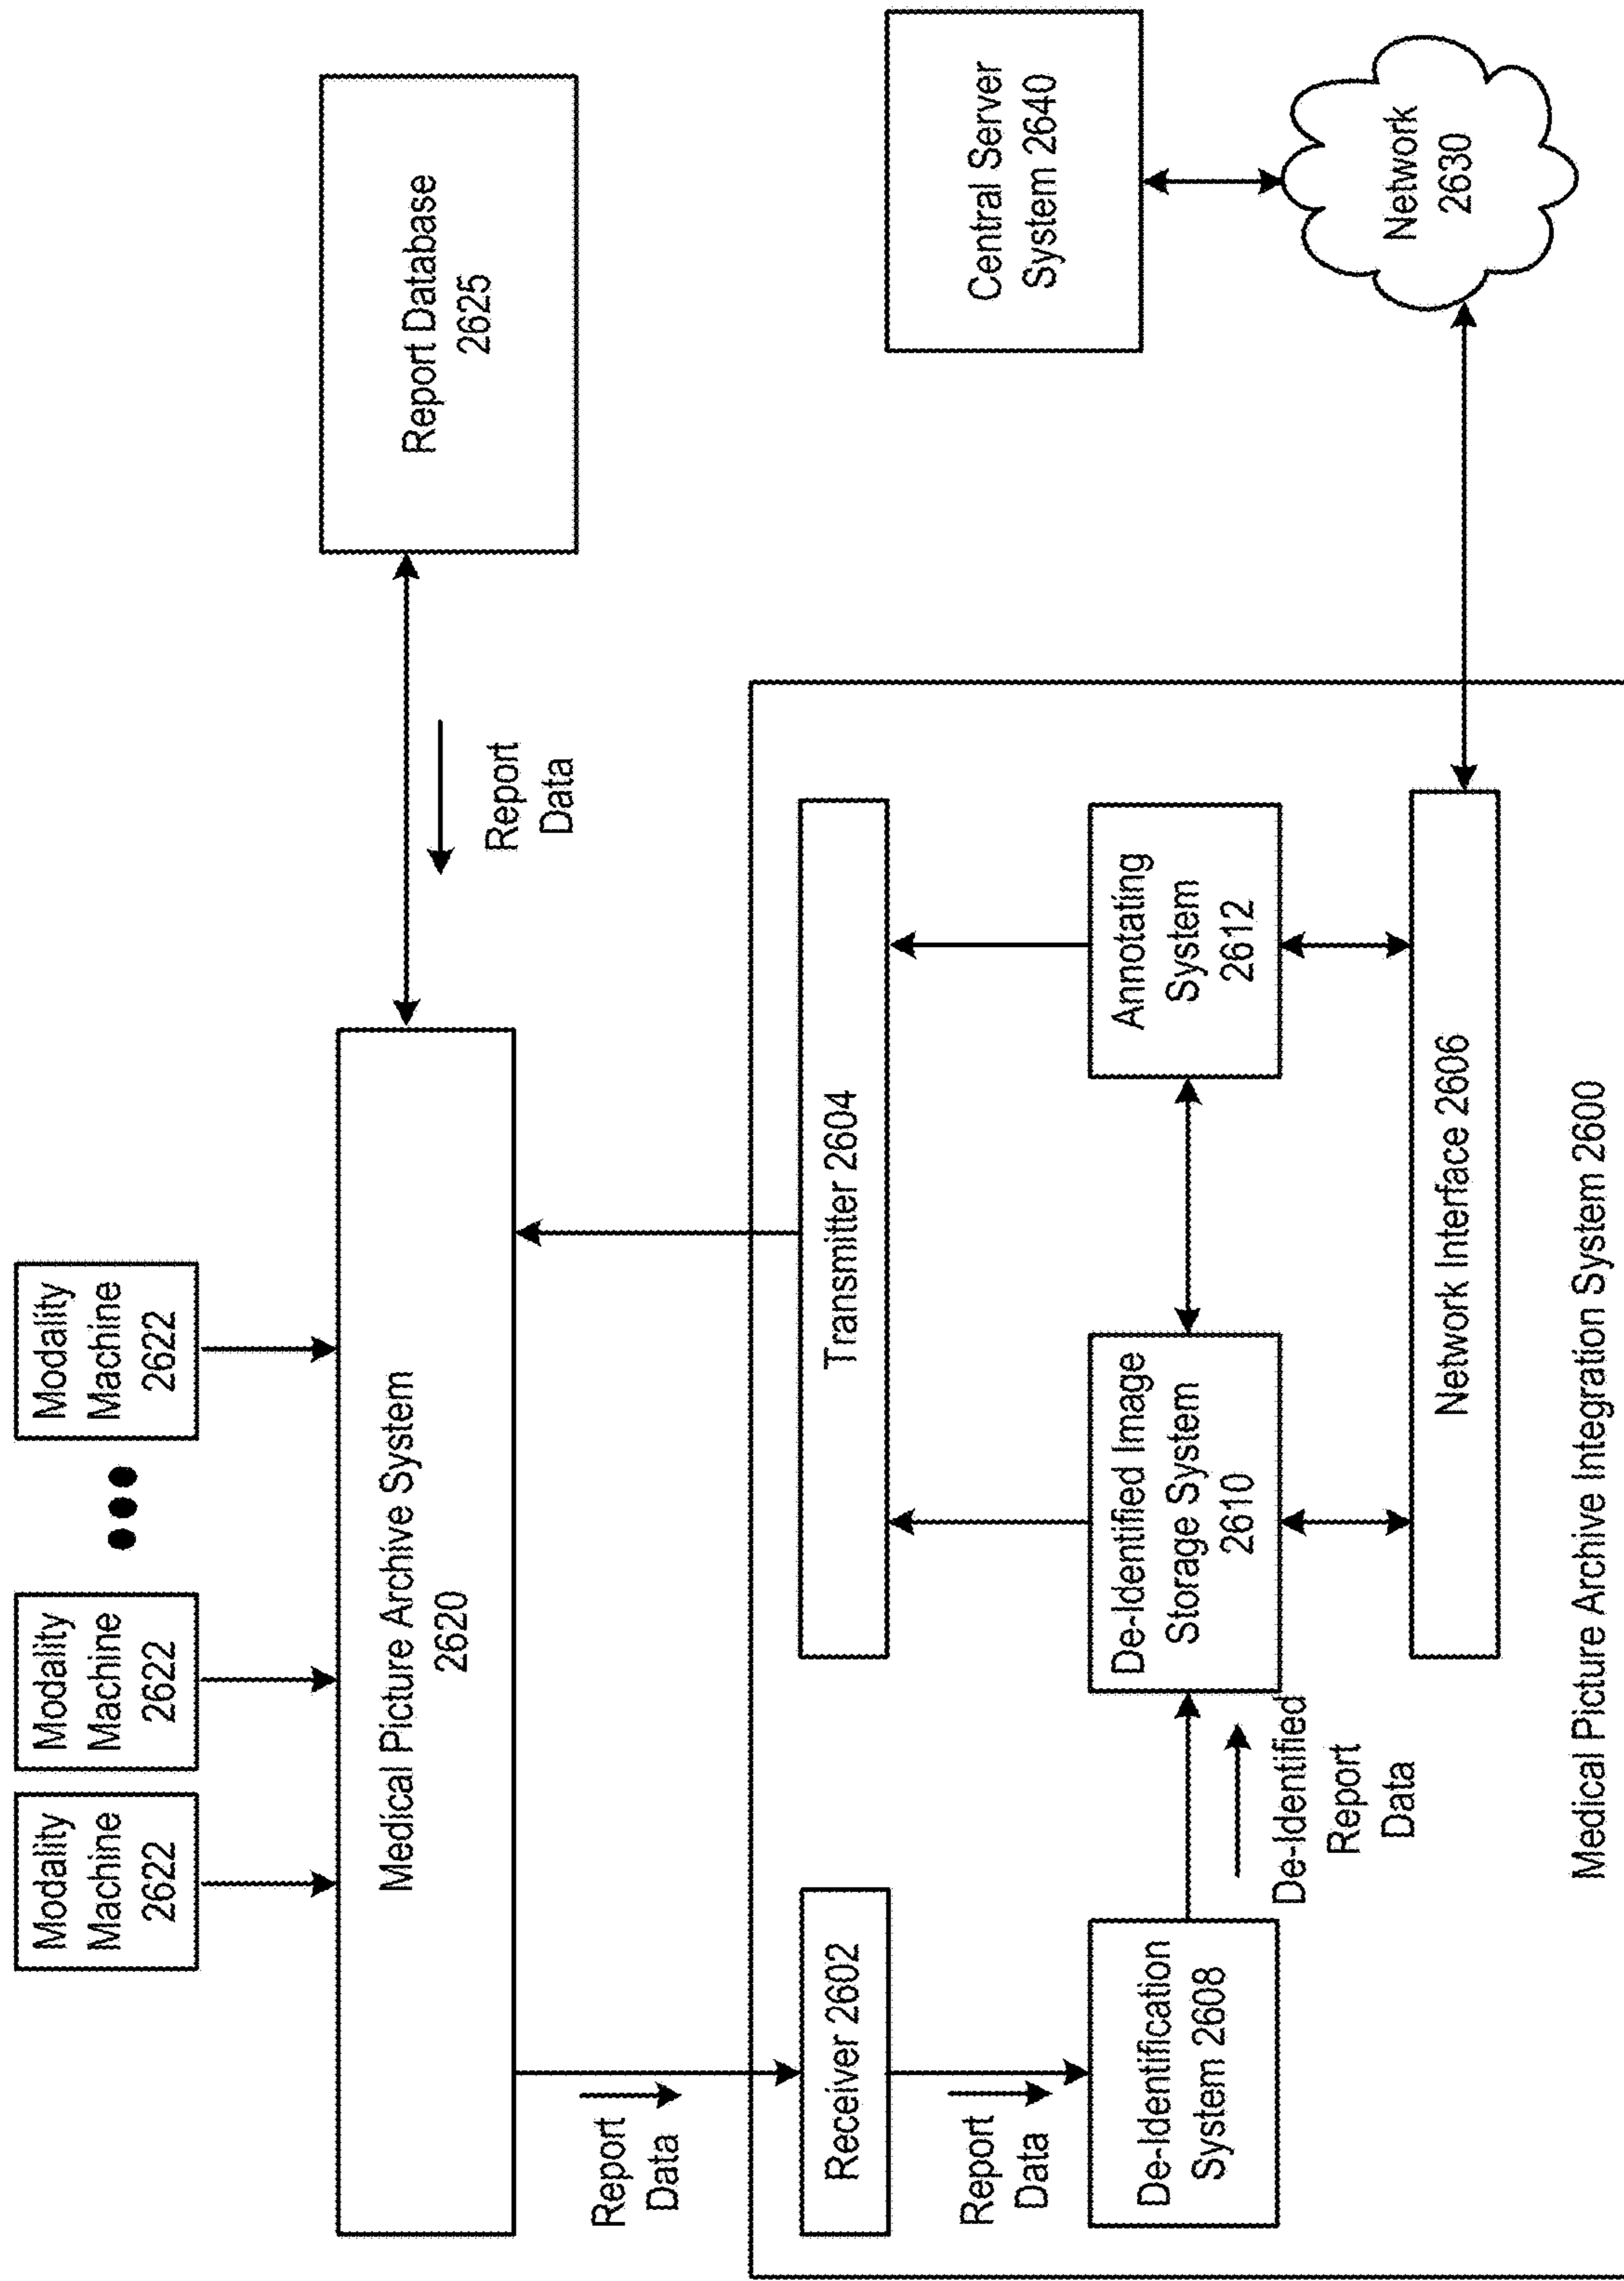 Modality
Machine
2622
Modality
Machine
2622
Modality
Machine
2622
Medical Picture Archive System
2620
Report Database
2625
Report
Data
Report
Data
Receiver 2602
Transmitter 2604
Report
Data
De-Identification
System 2608
De-Identified
Report
Data
De-Identified Image
Storage System
2610
Annotating
System
2612
Network Interface 2606
Medical Picture Archive Integration System 2600
Central Server
System 2640
Network
2630